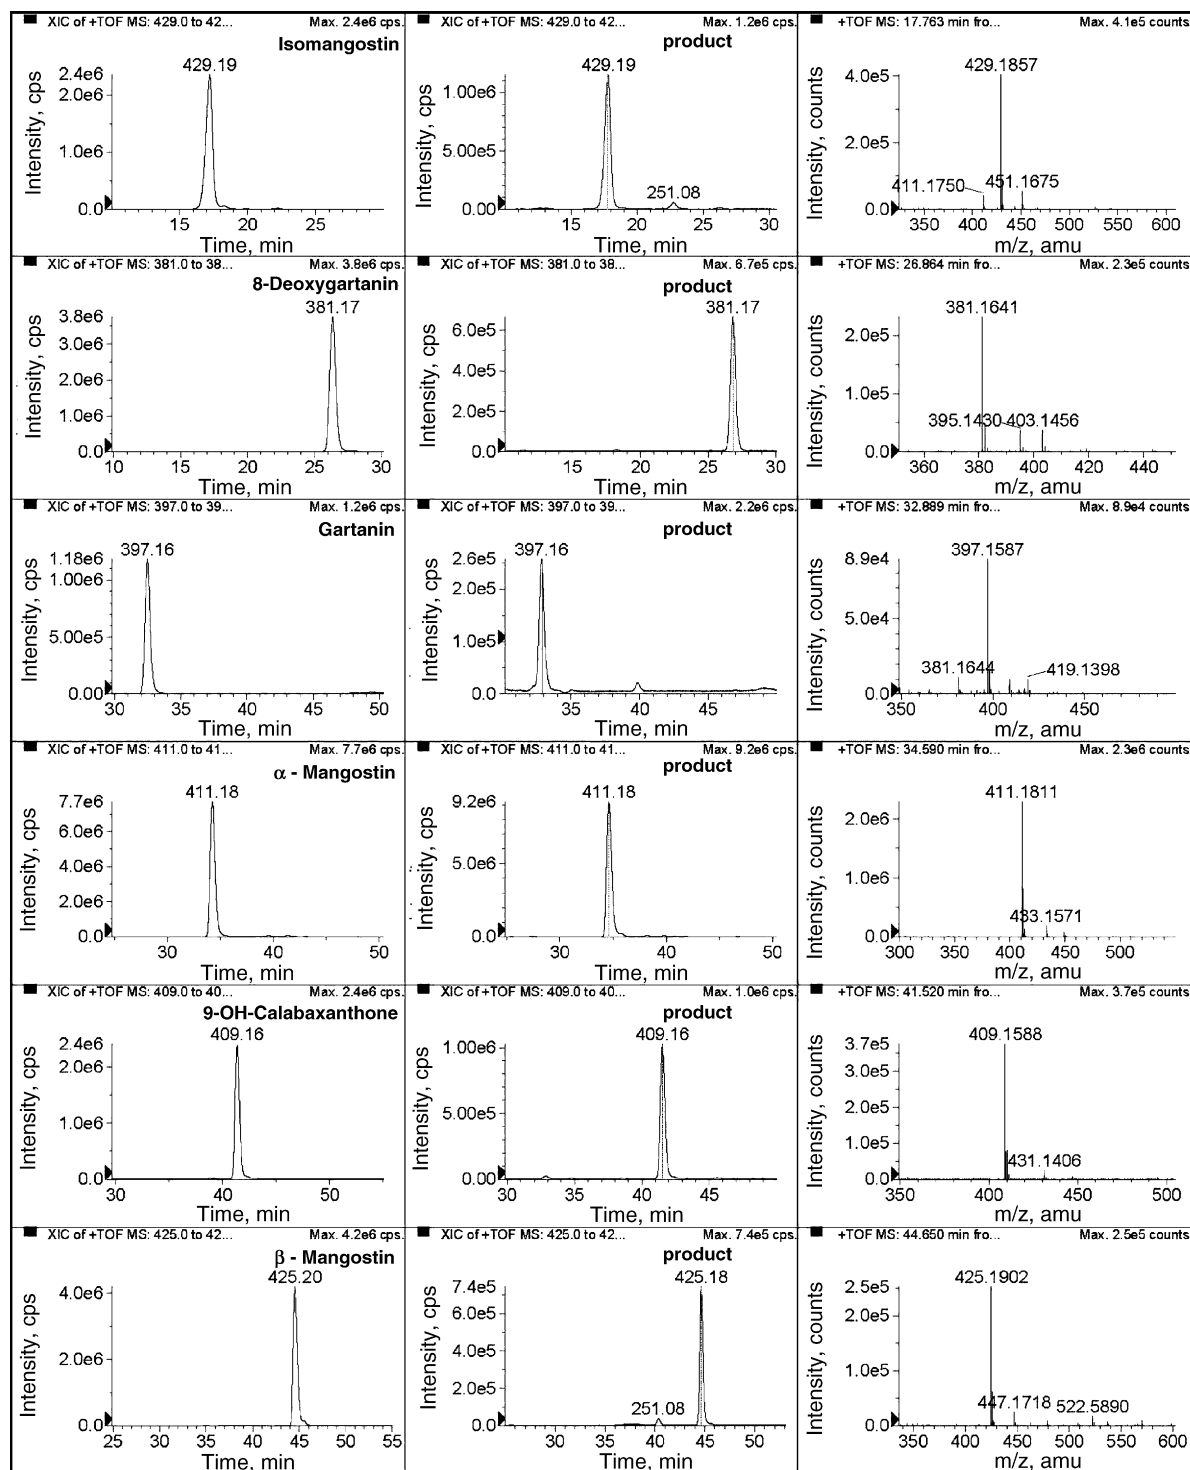 XIC of +TOF MS: 429.0 to 42... Max. 2.4e6 cps.
Isomangostin
429.19
2.4e6
2.0e6
1.0e6
0.0
Intensity, cps
15 20 25
Time, min
XIC of +TOF MS: 429.0 to 42... Max. 1.2e6 cps.
product
429.19
1.00e6
5.00e5
0.00
251.08
Intensity, cps
15 20 25 30
Time, min
+TOF MS: 17.763 min fro... Max. 4.1e5 counts
429.1857
4.0e5
2.0e5
0.0
411.1750
451.1675
Intensity, counts
350 400 450 500 550 600
m/z, amu
XIC of +TOF MS: 381.0 to 38... Max. 3.8e6 cps.
8-Deoxygartanin
381.17
3.8e6
3.0e6
2.0e6
1.0e6
0.0
Intensity, cps
10 15 20 25 30
Time, min
XIC of +TOF MS: 381.0 to 38... Max. 6.7e5 cps.
product
381.17
6.0e5
4.0e5
2.0e5
0.0
Intensity, cps
15 20 25 30
Time, min
+TOF MS: 26.864 min fro... Max. 2.3e5 counts
381.1641
2.0e5
1.0e5
0.0
395.1430
403.1456
Intensity, counts
360 380 400 420 440
m/z, amu
XIC of +TOF MS: 397.0 to 39... Max. 1.2e6 cps.
Gartanin
397.16
1.18e6
1.00e6
5.00e5
0.00
Intensity, cps
30 35 40 45 50
Time, min
XIC of +TOF MS: 397.0 to 39... Max. 2.2e6 cps.
product
397.16
2.6e5
2.0e5
1.0e5
0.0
Intensity, cps
35 40 45
Time, min
+TOF MS: 32.889 min fro... Max. 8.9e4 counts
397.1587
8.9e4
5.0e4
0.0
381.1644
419.1398
Intensity, counts
350 400 450
m/z, amu
XIC of +TOF MS: 411.0 to 41... Max. 7.7e6 cps.
α - Mangostin
411.18
7.7e6
6.0e6
4.0e6
2.0e6
0.0
Intensity, cps
30 40 50
Time, min
XIC of +TOF MS: 411.0 to 41... Max. 9.2e6 cps.
product
411.18
9.2e6
5.0e6
0.0
Intensity, cps
30 40 50
Time, min
+TOF MS: 34.590 min fro... Max. 2.3e6 counts
411.1811
2.0e6
1.0e6
0.0
433.1571
Intensity, counts
300 350 400 450 500
m/z, amu
XIC of +TOF MS: 409.0 to 40... Max. 2.4e6 cps.
9-OH-Calabaxanthone
409.16
2.4e6
2.0e6
1.0e6
0.0
Intensity, cps
30 40 50
Time, min
XIC of +TOF MS: 409.0 to 40... Max. 1.0e6 cps.
product
409.16
1.00e6
5.00e5
0.00
Intensity, cps
30 35 40 45
Time, min
+TOF MS: 41.520 min fro... Max. 3.7e5 counts
409.1588
3.7e5
3.0e5
2.0e5
1.0e5
0.0
431.1406
Intensity, counts
350 400 450 500
m/z, amu
XIC of +TOF MS: 425.0 to 42... Max. 4.2e6 cps.
β - Mangostin
425.20
4.0e6
2.0e6
0.0
Intensity, cps
25 30 35 40 45 50 55
Time, min
XIC of +TOF MS: 425.0 to 42... Max. 7.4e5 cps.
product
425.18
7.4e5
6.0e5
4.0e5
2.0e5
0.0
251.08
Intensity, cps
30 35 40 45 50
Time, min
+TOF MS: 44.650 min fro... Max. 2.5e5 counts
425.1902
2.5e5
2.0e5
1.0e5
0.0
447.1718
522.5890
Intensity, counts
350 400 450 500 550 600
m/z, amu